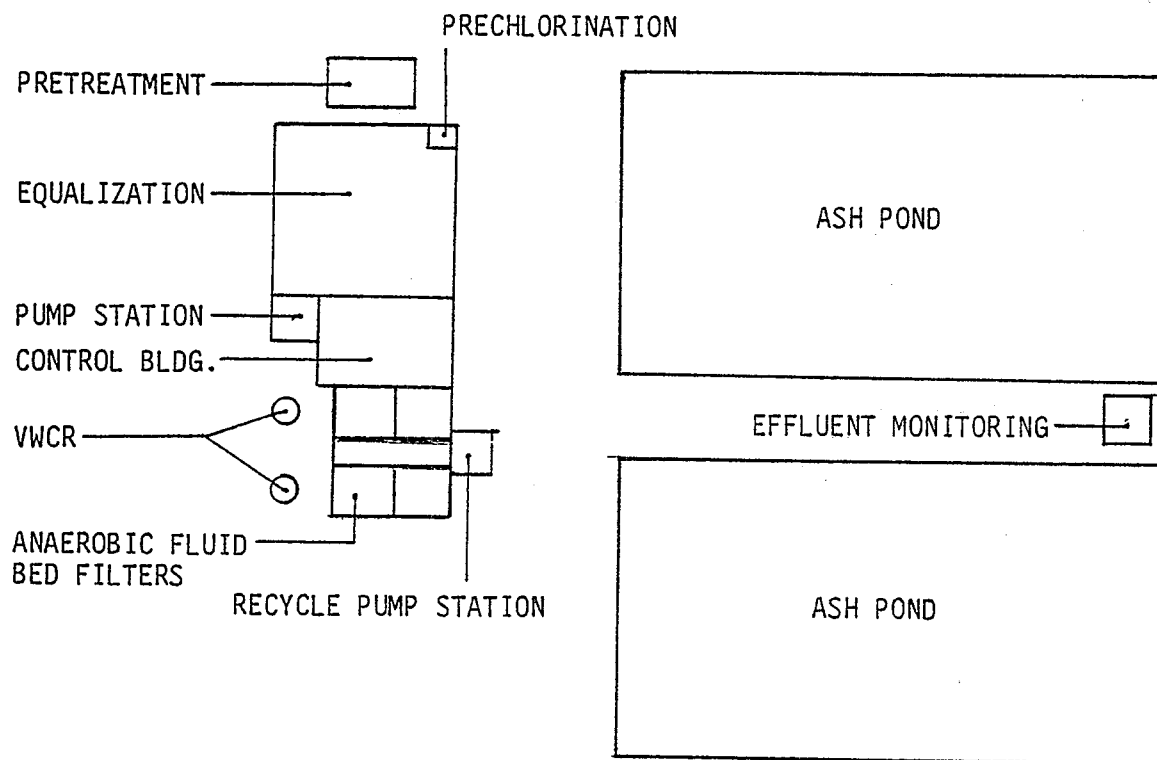 PRECHLORINATION
PRETREATMENT
EQUALIZATION
ASH POND
PUMP STATION
CONTROL BLDG.
VWCR
EFFLUENT MONITORING
ANAEROBIC FLUID
BED FILTERS
RECYCLE PUMP STATION
ASH POND